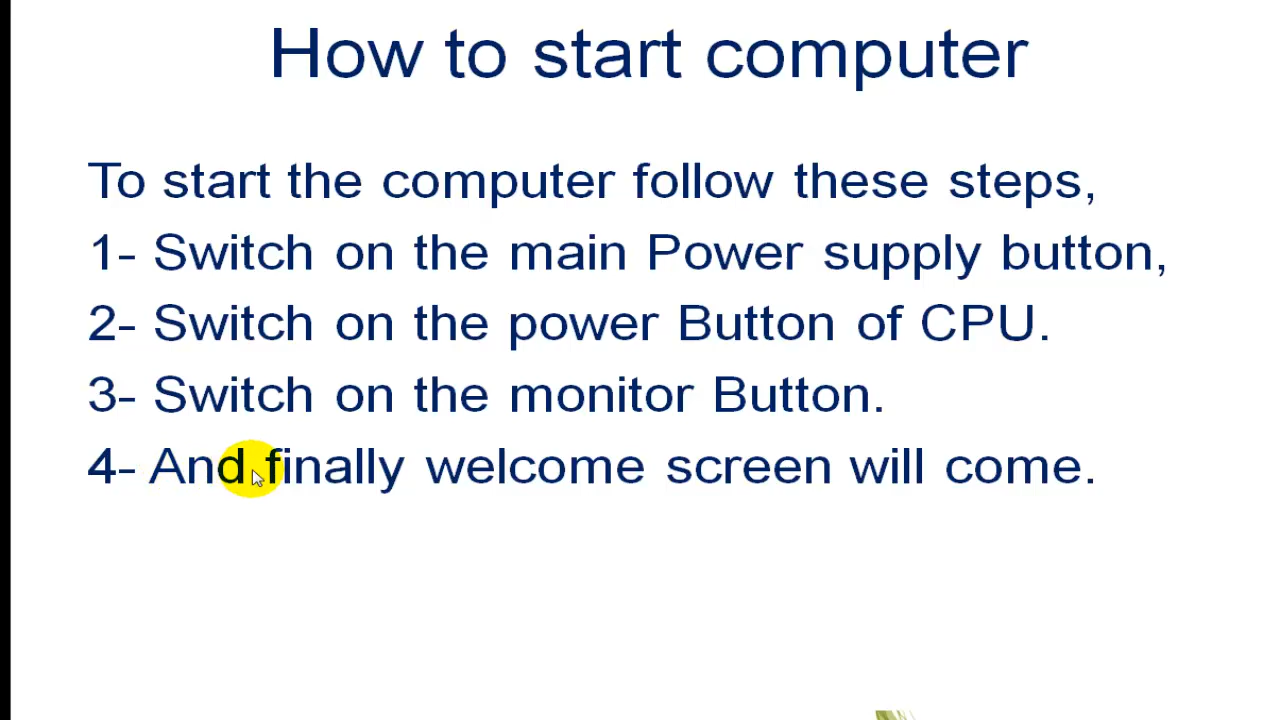 How to start computer
To start the computer follow these steps,
1- Switch on the main Power supply button,
2- Switch on the power Button of CPU.
3- Switch on the monitor Button.
4- And finally welcome screen will come.